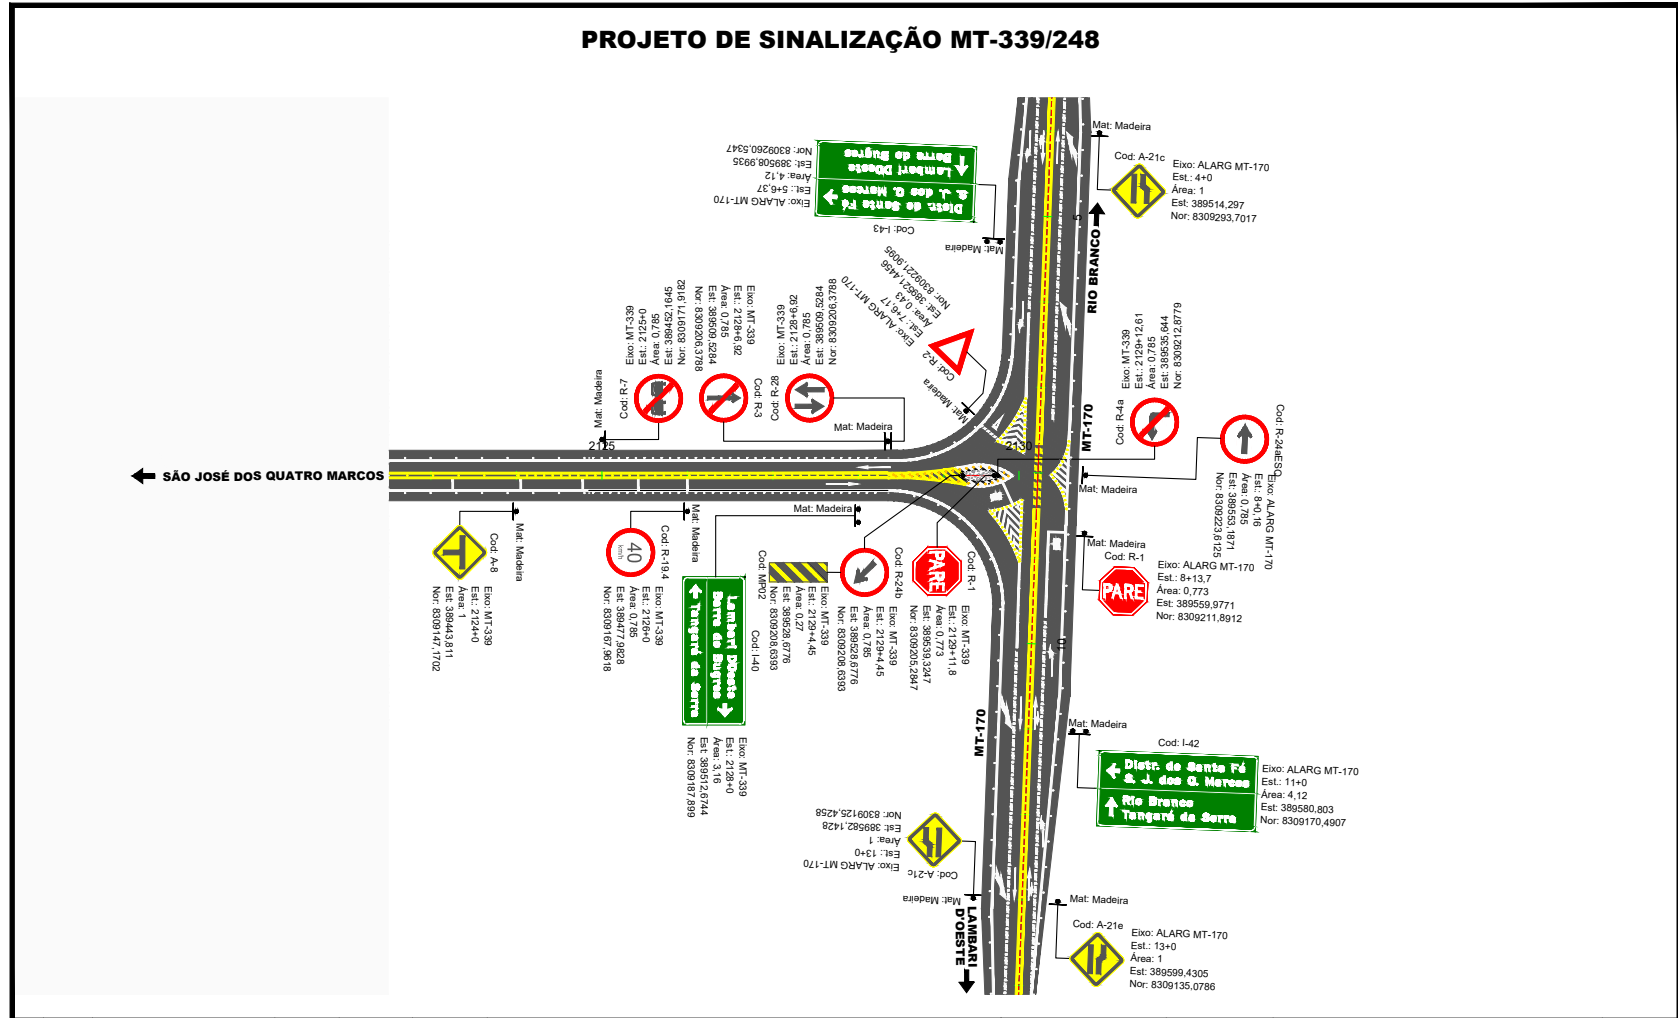 PROJETO DE SINALIZAÇÃO MT-339/248
Mat: Madeira
Cod: A-21c
Eixo: ALARG MT-170
Est.: 4+0
Área: 1
Est: 389514,297
Nor: 8309293,7017
Distr. de Santa Fé
S. J. dos Q. Marcos
Lambari D'Oeste
Barra do Bugres
Eixo: ALARG MT-170
Est.: 5+6,37
Área: 4,12
Est: 389508,9935
Nor: 8309260,5347
Cod: I-43
Mat: Madeira
5
RIO BRANCO
Eixo: ALARG MT-170
Est.: 7+6,17
Área: 0,43
Est: 389521,4456
Nor: 8309221,9095
Cod: R-2
Mat: Madeira
Eixo: MT-339
Est.: 2125+0
Área: 0,785
Est: 389452,1645
Nor: 8309171,9182
Cod: R-7
Mat: Madeira
Eixo: MT-339
Est.: 2128+6,92
Área: 0,785
Est: 389509,5284
Nor: 8309206,3788
Cod: R-3
Eixo: MT-339
Est.: 2128+6,92
Área: 0,785
Est: 389509,5284
Nor: 8309206,3788
Cod: R-28
Mat: Madeira
Eixo: MT-339
Est.: 2129+12,61
Área: 0,785
Est: 389535,644
Nor: 8309212,8779
Cod: R-4a
MT-170
Cod: R-24aESQ
Eixo: ALARG MT-170
Est.: 8+0,16
Área: 0,785
Est: 389553,1871
Nor: 8309223,6125
Mat: Madeira
2125
2130
SÃO JOSÉ DOS QUATRO MARCOS
Cod: A-8
Mat: Madeira
Eixo: MT-339
Est.: 2124+0
Área: 1
Est: 389443,811
Nor: 8309147,1702
40
km/h
Cod: R-19.4
Mat: Madeira
Eixo: MT-339
Est.: 2126+0
Área: 0,785
Est: 389477,9828
Nor: 8309167,9618
Mat: Madeira
Lambari D'Oeste
Barra do Bugres
Tangará da Serra
Cod: I-40
Eixo: MT-339
Est.: 2128+0
Área: 3,16
Est: 389512,6744
Nor: 8309187,899
Cod: MP02
Eixo: MT-339
Est.: 2129+4,45
Área: 0,27
Est: 389528,6776
Nor: 8309208,6393
Cod: R-24b
Eixo: MT-339
Est.: 2129+4,45
Área: 0,785
Est: 389528,6776
Nor: 8309208,6393
PARE
Cod: R-1
Eixo: MT-339
Est.: 2129+11,8
Área: 0,773
Est: 389539,3247
Nor: 8309205,2847
Mat: Madeira
Cod: R-1
PARE
Eixo: ALARG MT-170
Est.: 8+13,7
Área: 0,773
Est: 389559,9771
Nor: 8309211,8912
10
MT-170
Mat: Madeira
Cod: I-42
Distr. de Santa Fé
S. J. dos Q. Marcos
Rio Branco
Tangará da Serra
Eixo: ALARG MT-170
Est.: 11+0
Área: 4,12
Est: 389580,803
Nor: 8309170,4907
Eixo: ALARG MT-170
Est.: 13+0
Área: 1
Est: 389582,1428
Nor: 8309125,4258
Cod: A-21c
Mat: Madeira
LAMBARI
D'OESTE
Mat: Madeira
Cod: A-21e
Eixo: ALARG MT-170
Est.: 13+0
Área: 1
Est: 389599,4305
Nor: 8309135,0786